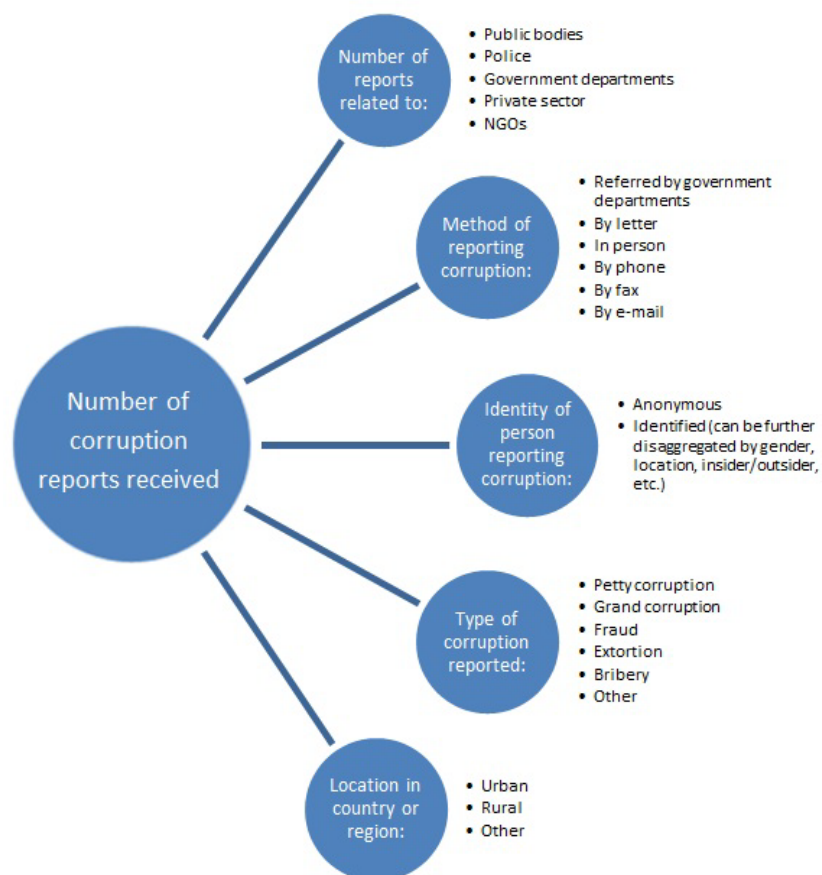 Number of
corruption
reports received
Number of
reports
related to:
• Public bodies
• Police
• Government departments
• Private sector
• NGOs
Method of
reporting
corruption:
• Referred by government
departments
• By letter
• In person
• By phone
• By fax
• By e-mail
Identity of
person
reporting
corruption:
• Anonymous
• Identified (can be further
disaggregated by gender,
location, insider/outsider,
etc.)
Type of
corruption
reported:
• Petty corruption
• Grand corruption
• Fraud
• Extortion
• Bribery
• Other
Location in
country or
region:
• Urban
• Rural
• Other